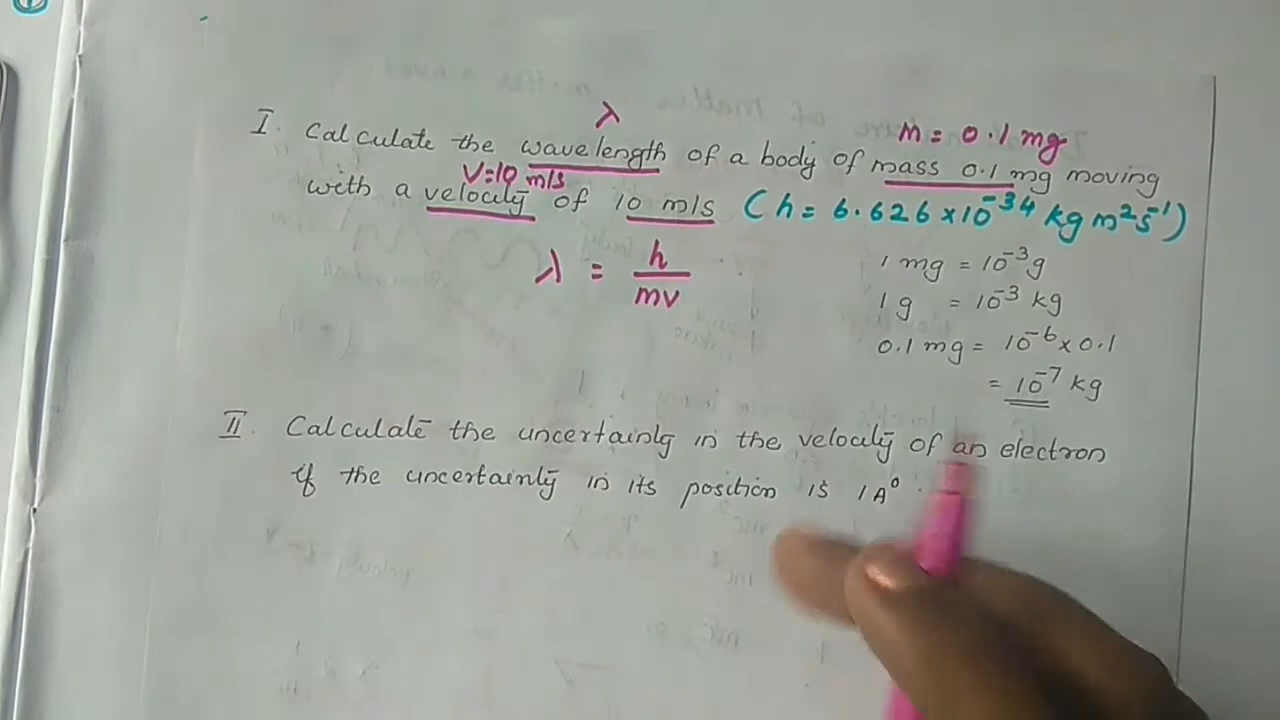 λ
m = 0.1 mg
I. Calculate the wavelength of a body of mass 0.1 mg moving
V=10 m/s
with a velocity of 10 m/s (h = 6.626 x 10⁻³⁴ kg m² s⁻¹)
λ = h/mv
1 mg = 10⁻³ g
1 g = 10⁻³ kg
0.1 mg = 10⁻⁶ x 0.1
= 10⁻⁷ kg
II. Calculate the uncertainly in the velocity of an electron
if the uncertainly in its position is 1A⁰.